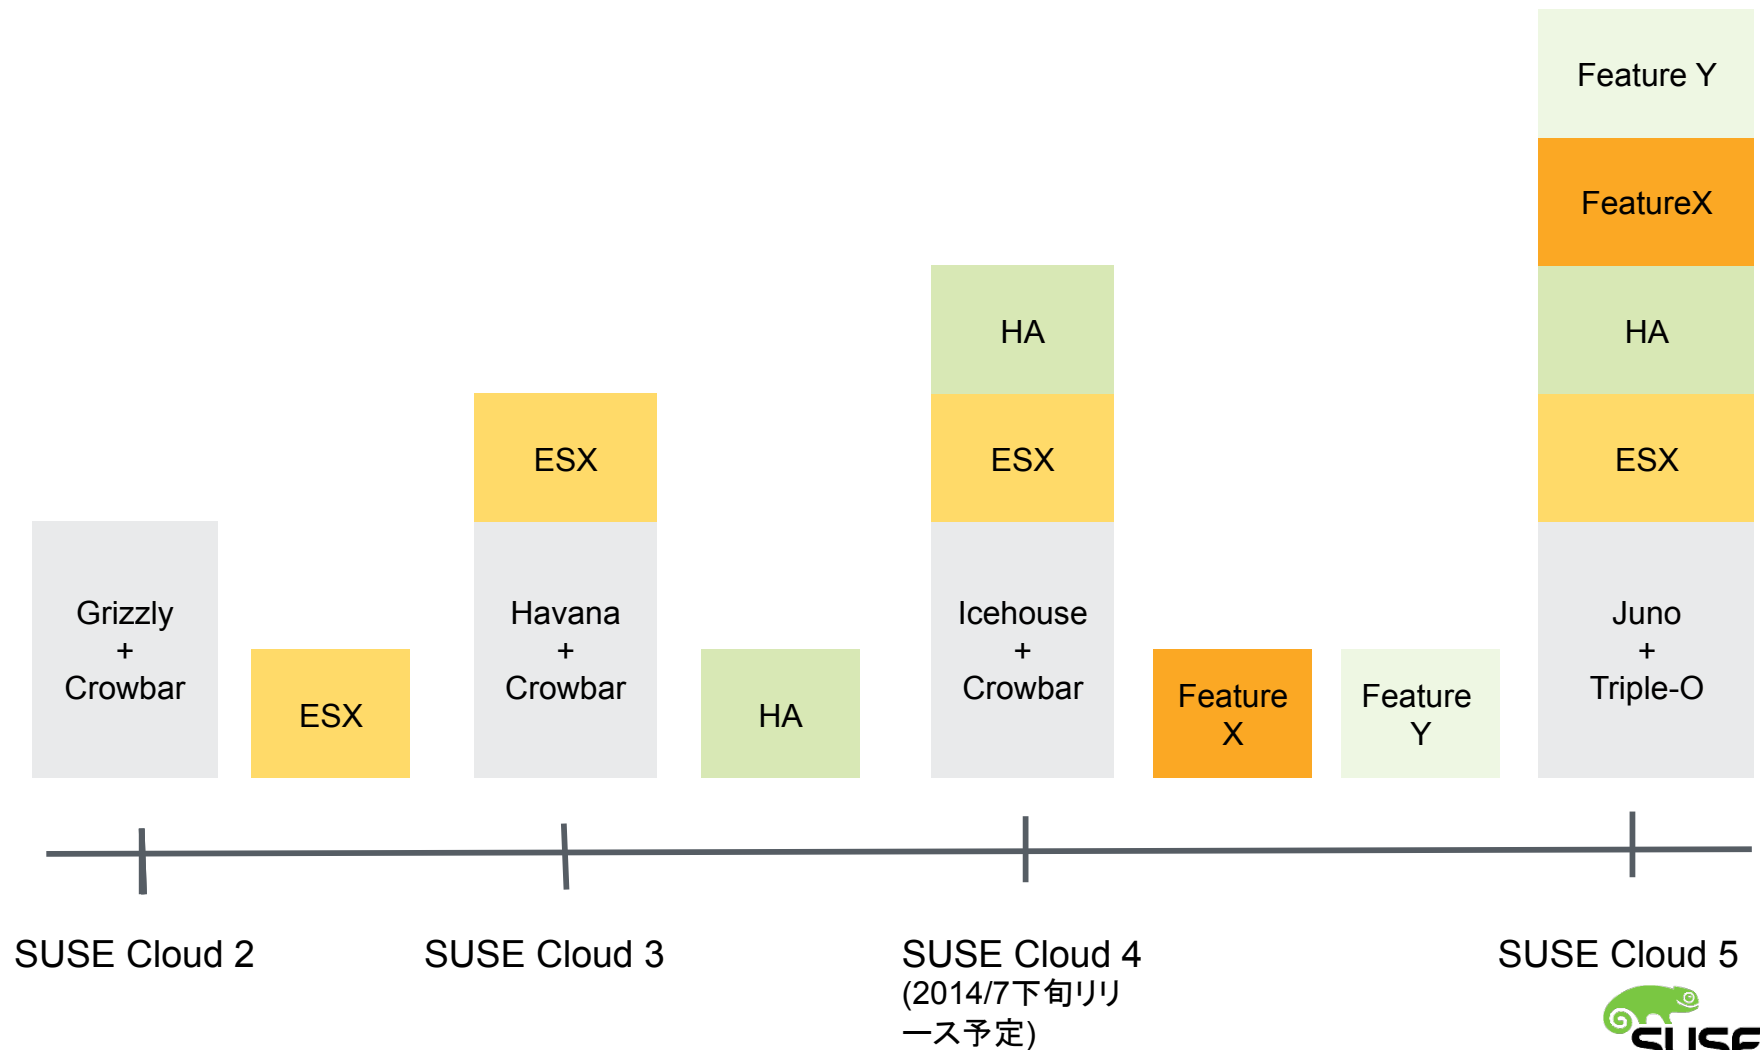 Feature Y
FeatureX
HA
HA
ESX
ESX
ESX
Grizzly
+
Crowbar
Havana
+
Crowbar
Icehouse
+
Crowbar
Juno
+
Triple-O
ESX
HA
Feature
X
Feature
Y
SUSE Cloud 2
SUSE Cloud 3
SUSE Cloud 4
(2014/7下旬リリ
ース予定)
SUSE Cloud 5
SUSE